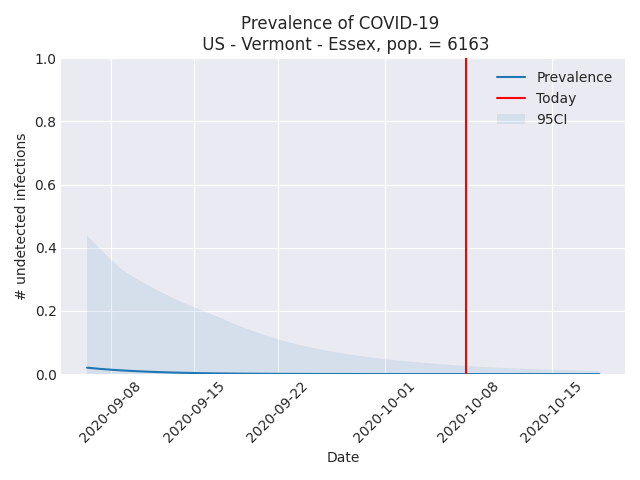 Prevalence of COVID-19
US - Vermont - Essex, pop. = 6163
Prevalence
Today
95CI
# undetected infections
1.0
0.8
0.6
0.4
0.2
0.0
2020-09-08
2020-09-15
2020-09-22
2020-10-01
2020-10-08
2020-10-15
Date